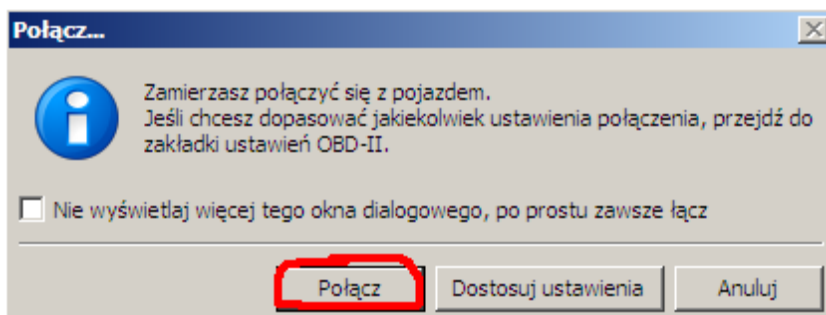 Połącz...
Zamierzasz połączyć się z pojazdem.
Jeśli chcesz dopasować jakiekolwiek ustawienia połączenia, przejdź do
zakładki ustawień OBD-II.
Nie wyświetlaj więcej tego okna dialogowego, po prostu zawsze łącz
Połącz Dostosuj ustawienia Anuluj